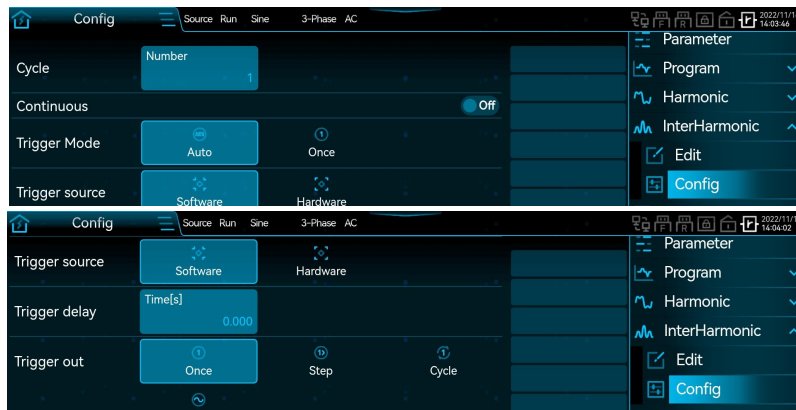 Config Source Run Sine 3-Phase AC F R 2022/11/1 14:03:46
Parameter
Number
Cycle 1
Program
Harmonic
Continuous Off
InterHarmonic
Trigger Mode Auto Once
Edit
Config
Trigger source Software Hardware
Config Source Run Sine 3-Phase AC F R 2022/11/1 14:04:02
Parameter
Trigger source Software Hardware
Program
Time[s]
Trigger delay 0.000
Harmonic
InterHarmonic
Trigger out Once Step Cycle
Edit
Config